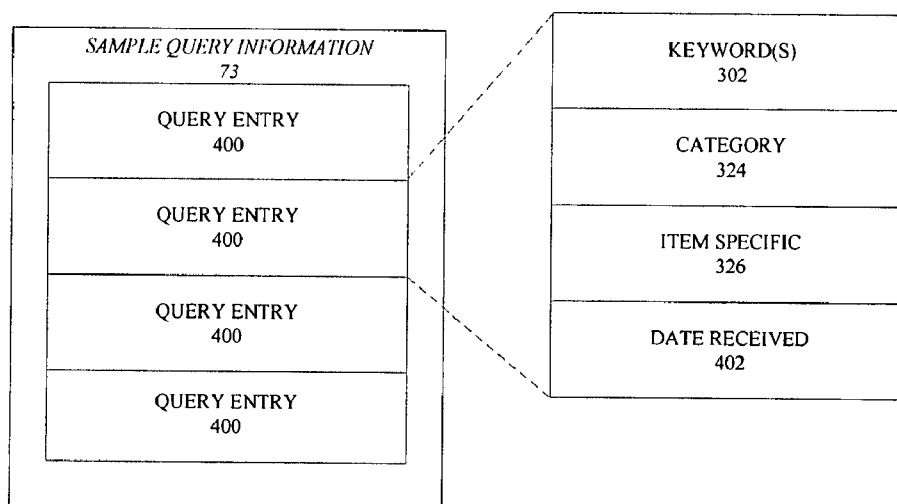 SAMPLE QUERY INFORMATION
73
QUERY ENTRY
400
QUERY ENTRY
400
QUERY ENTRY
400
QUERY ENTRY
400
KEYWORD(S)
302
CATEGORY
324
ITEM SPECIFIC
326
DATE RECEIVED
402